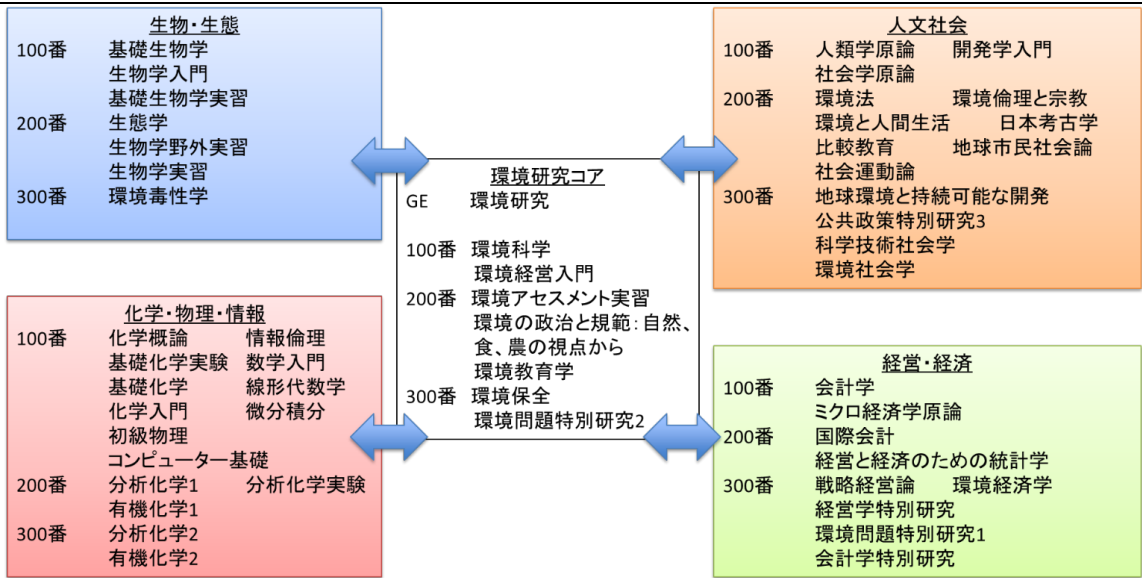 生物・生態
100番 基礎生物学
生物学入門
基礎生物学実習
200番 生態学
生物学野外実習
生物学実習
300番 環境毒性学
人文社会
100番 人類学原論 開発学入門
社会学原論
200番 環境法 環境倫理と宗教
環境と人間生活 日本考古学
比較教育 地球市民社会論
社会運動論
300番 地球環境と持続可能な開発
公共政策特別研究3
科学技術社会学
環境社会学
環境研究コア
GE 環境研究
100番 環境科学
環境経営入門
200番 環境アセスメント実習
環境の政治と規範：自然、
食、農の視点から
環境教育学
300番 環境保全
環境問題特別研究2
化学・物理・情報
100番 化学概論 情報倫理
基礎化学実験 数学入門
基礎化学 線形代数学
化学入門 微分積分
初級物理
コンピューター基礎
200番 分析化学1 分析化学実験
有機化学1
300番 分析化学2
有機化学2
経営・経済
100番 会計学
ミクロ経済学原論
200番 国際会計
経営と経済のための統計学
300番 戦略経営論 環境経済学
経営学特別研究
環境問題特別研究1
会計学特別研究